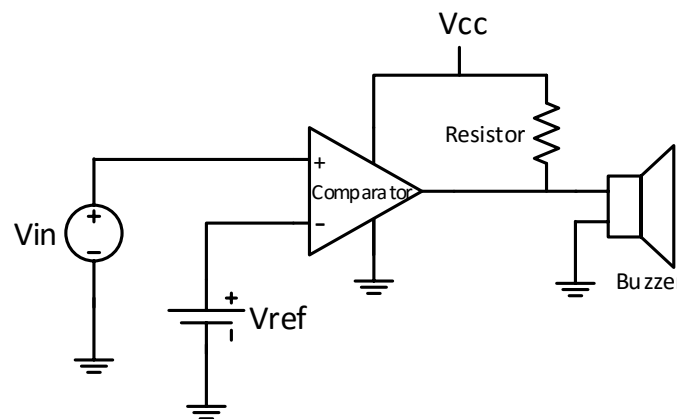 Vcc
Resistor
+
Comparator
-
+
-
Vin
+
Vref
-
Buzze